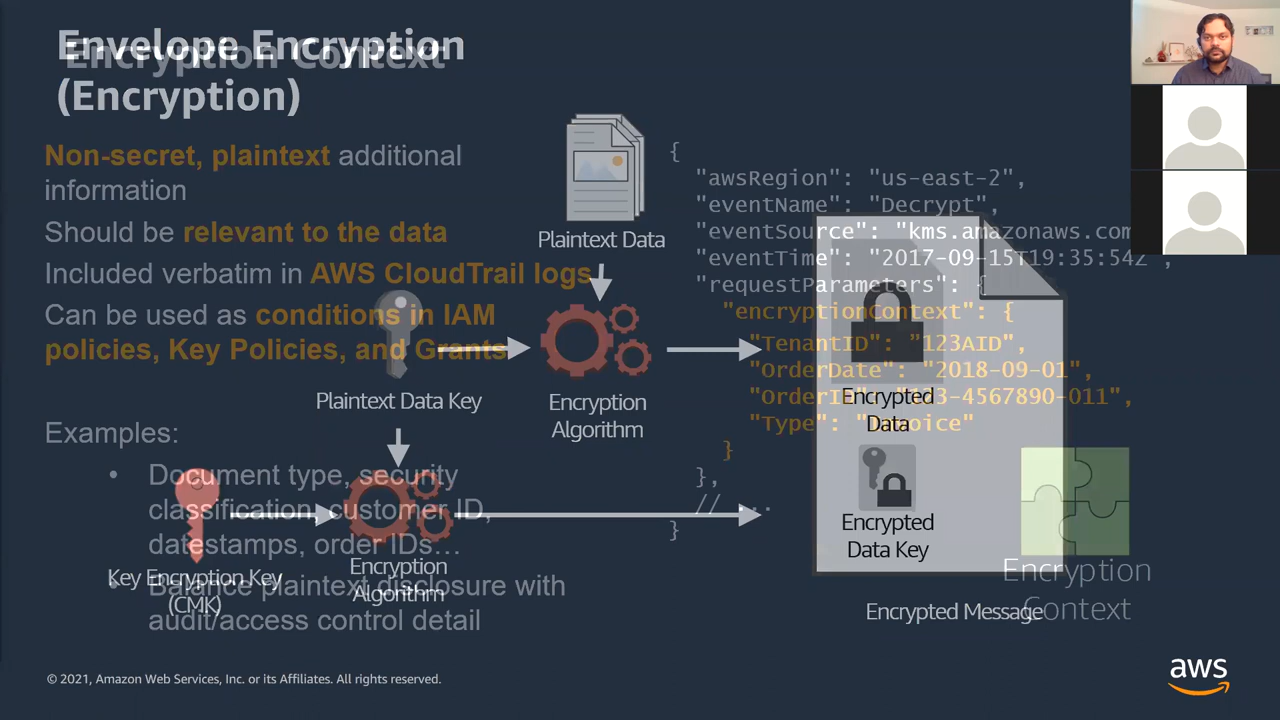 Envelope Encryption
(Encryption)
Encryption Context
Non-secret, plaintext additional
information
Should be relevant to the data
Included verbatim in AWS CloudTrail logs
Can be used as conditions in IAM
policies, Key Policies, and Grants
Examples:
• Document type, security
classification, customer ID,
datestamps, order IDs…
• Balance plaintext disclosure with
audit/access control detail
Plaintext Data
Plaintext Data Key
Encryption
Algorithm
Key Encryption Key
(CMK)
Encryption
Algorithm
{
"awsRegion": "us-east-2",
"eventName": "Decrypt",
"eventSource": "kms.amazonaws.com
"eventTime": "2017-09-15T19:35:54Z",
"requestParameters": {
"encryptionContext": {
"TenantID": "123AID",
"OrderDate": "2018-09-01",
"OrderID": "123-4567890-011",
"Type": "Invoice"
}
},
// ...
}
Encrypted
Data
Encrypted
Data Key
Encrypted Message
Encryption
Context
© 2021, Amazon Web Services, Inc. or its Affiliates. All rights reserved.
aws